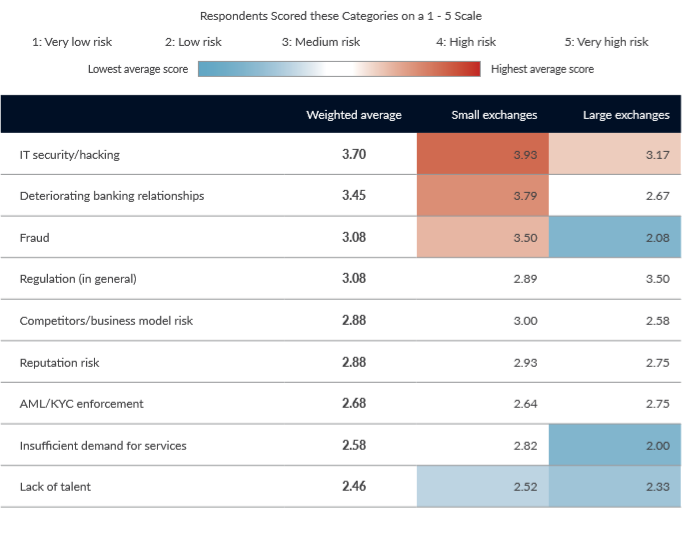 Respondents Scored these Categories on a 1 - 5 Scale
1: Very low risk 2: Low risk 3: Medium risk 4: High risk 5: Very high risk
Lowest average score Highest average score
Weighted average Small exchanges Large exchanges
IT security/hacking 3.70 3.93 3.17
Deteriorating banking relationships 3.45 3.79 2.67
Fraud 3.08 3.50 2.08
Regulation (in general) 3.08 2.89 3.50
Competitors/business model risk 2.88 3.00 2.58
Reputation risk 2.88 2.93 2.75
AML/KYC enforcement 2.68 2.64 2.75
Insufficient demand for services 2.58 2.82 2.00
Lack of talent 2.46 2.52 2.33